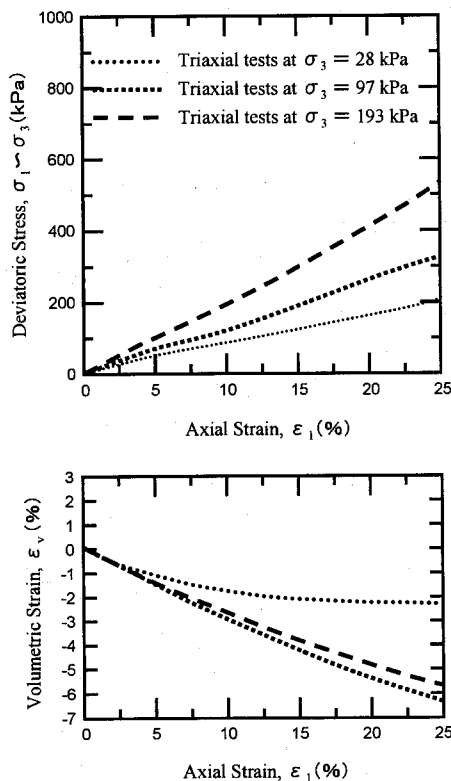 1000
800
600
400
200
0
Deviatoric Stress, σ1 ∽ σ3 (kPa)
Triaxial tests at σ3 = 28 kPa
Triaxial tests at σ3 = 97 kPa
Triaxial tests at σ3 = 193 kPa
0 5 10 15 20 25
Axial Strain, ε1 (%)
3
2
1
0
-1
-2
-3
-4
-5
-6
-7
Volumetric Strain, εv (%)
0 5 10 15 20 25
Axial Strain, ε1 (%)